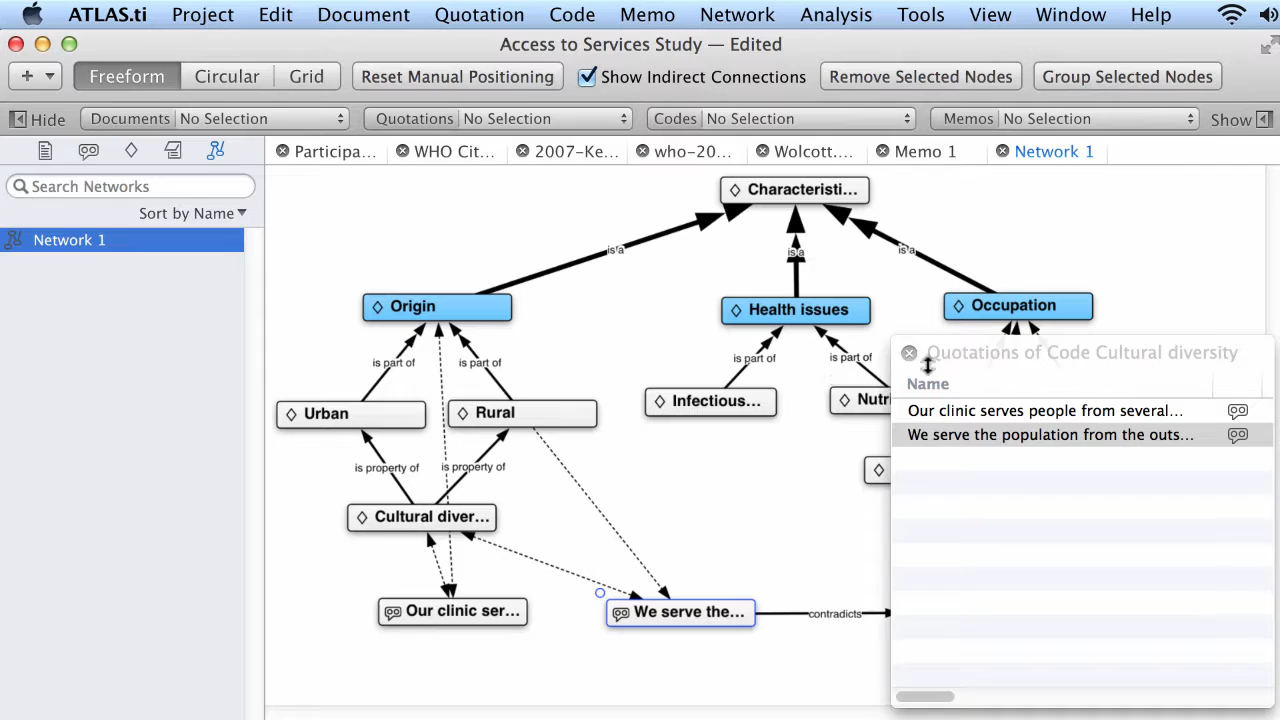 ATLAS.ti Project Edit Document Quotation Code Memo Network Analysis Tools View Window Help
Access to Services Study — Edited
+ Freeform Circular Grid Reset Manual Positioning Show Indirect Connections Remove Selected Nodes Group Selected Nodes
Hide Documents No Selection Quotations No Selection Codes No Selection Memos No Selection Show
Participa... WHO Cit... 2007-Ke... who-20... Wolcott.... Memo 1 Network 1
Search Networks
Sort by Name
Network 1
Characteristi...
is a is a is a
Origin Health issues Occupation
is part of is part of is part of is part of
Urban Rural Infectious... Nutri
is property of is property of
Cultural diver...
Our clinic ser... We serve the... contradicts
Quotations of Code Cultural diversity
Name
Our clinic serves people from several...
We serve the population from the outs...